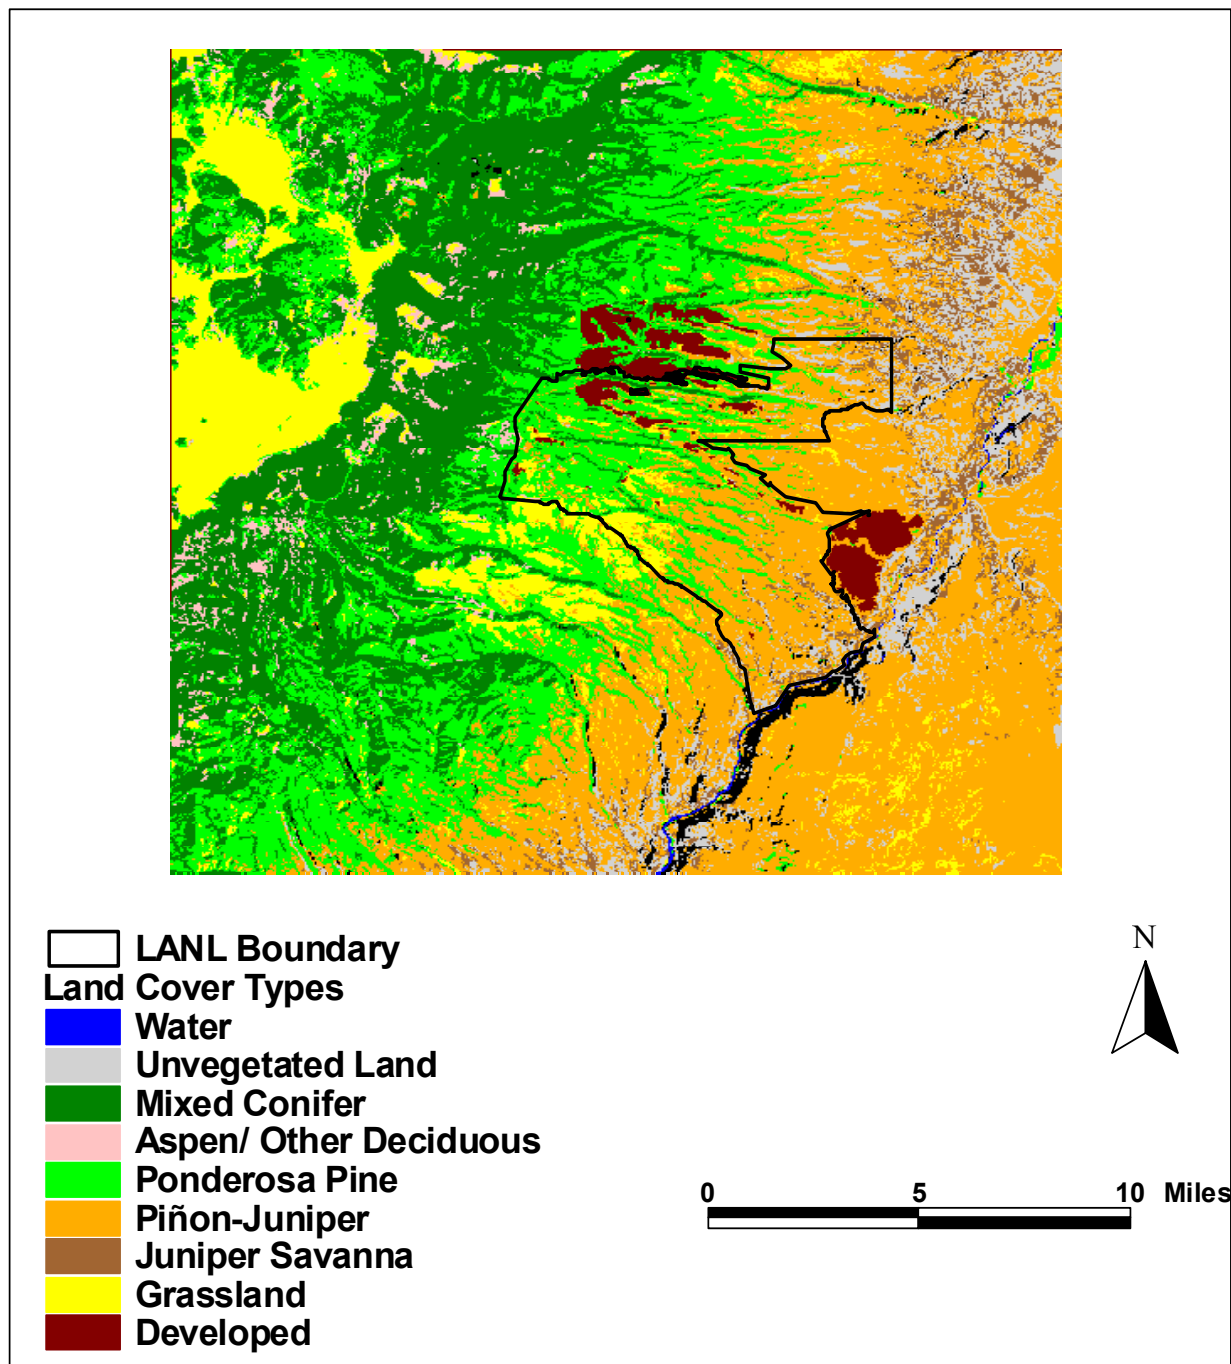 LANL Boundary
Land Cover Types
Water
Unvegetated Land
Mixed Conifer
Aspen/ Other Deciduous
Ponderosa Pine
Piñon-Juniper
Juniper Savanna
Grassland
Developed
N
0 5 10 Miles